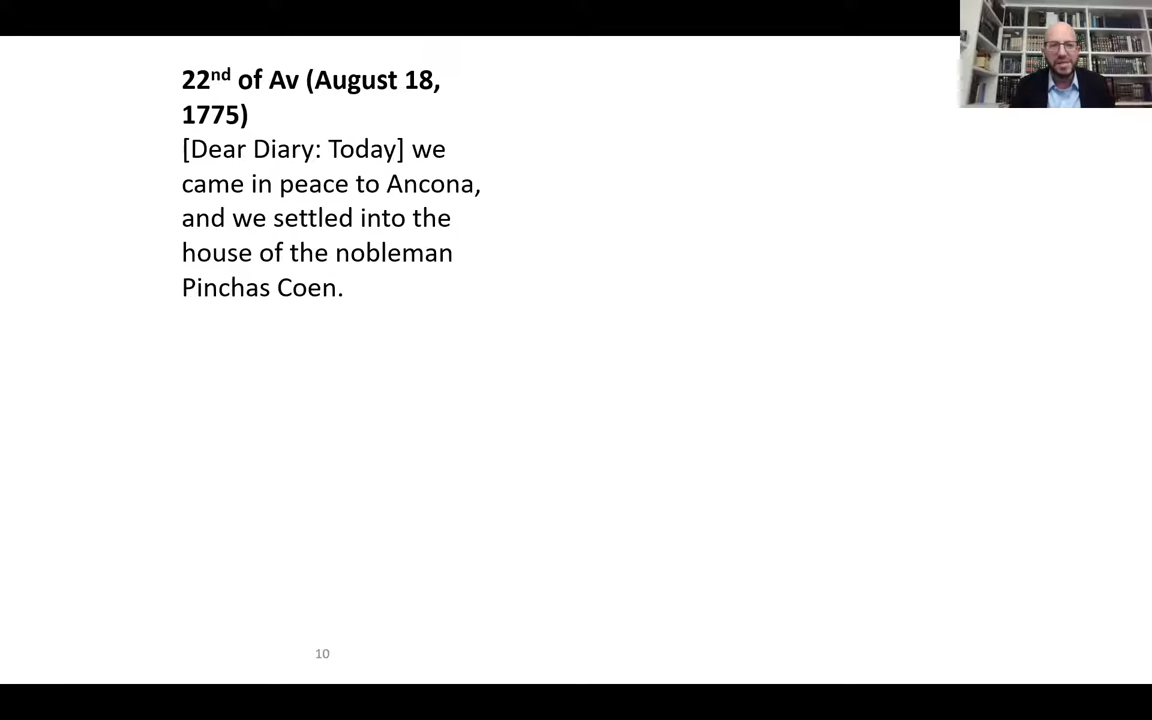 22nd of Av (August 18,
1775)
[Dear Diary: Today] we
came in peace to Ancona,
and we settled into the
house of the nobleman
Pinchas Coen.
10